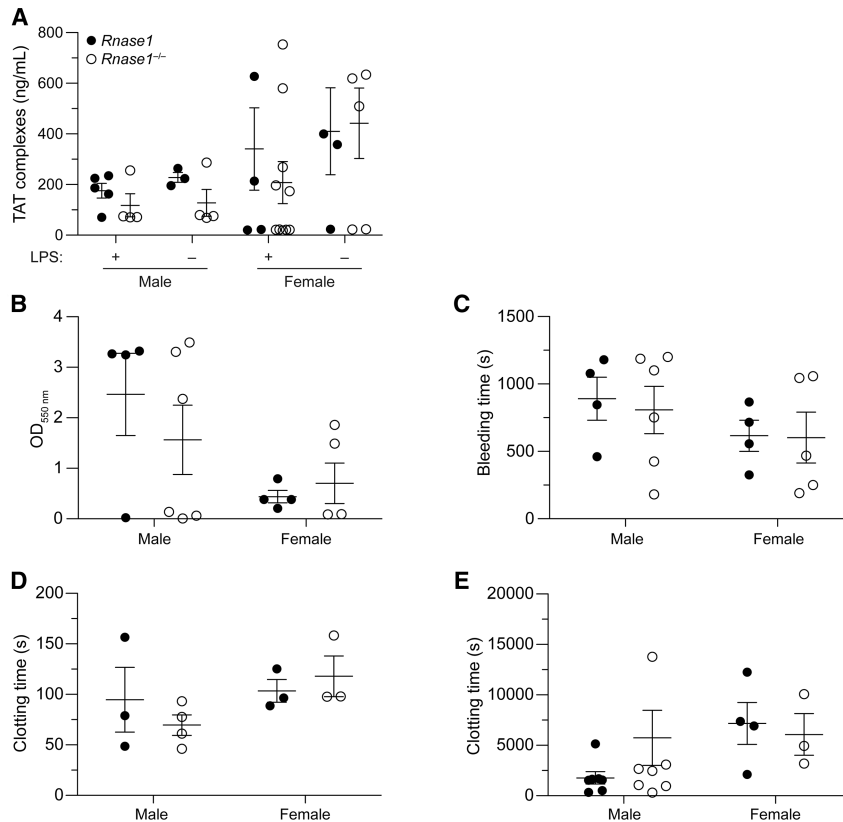 A
TAT complexes (ng/mL)
800
600
400
200
0
Rnase1
Rnase1–/–
LPS: + – + –
Male Female
B
OD550 nm
4
3
2
1
0
Male Female
C
Bleeding time (s)
1500
1000
500
0
Male Female
D
Clotting time (s)
200
150
100
50
0
Male Female
E
Clotting time (s)
20000
15000
10000
5000
0
Male Female